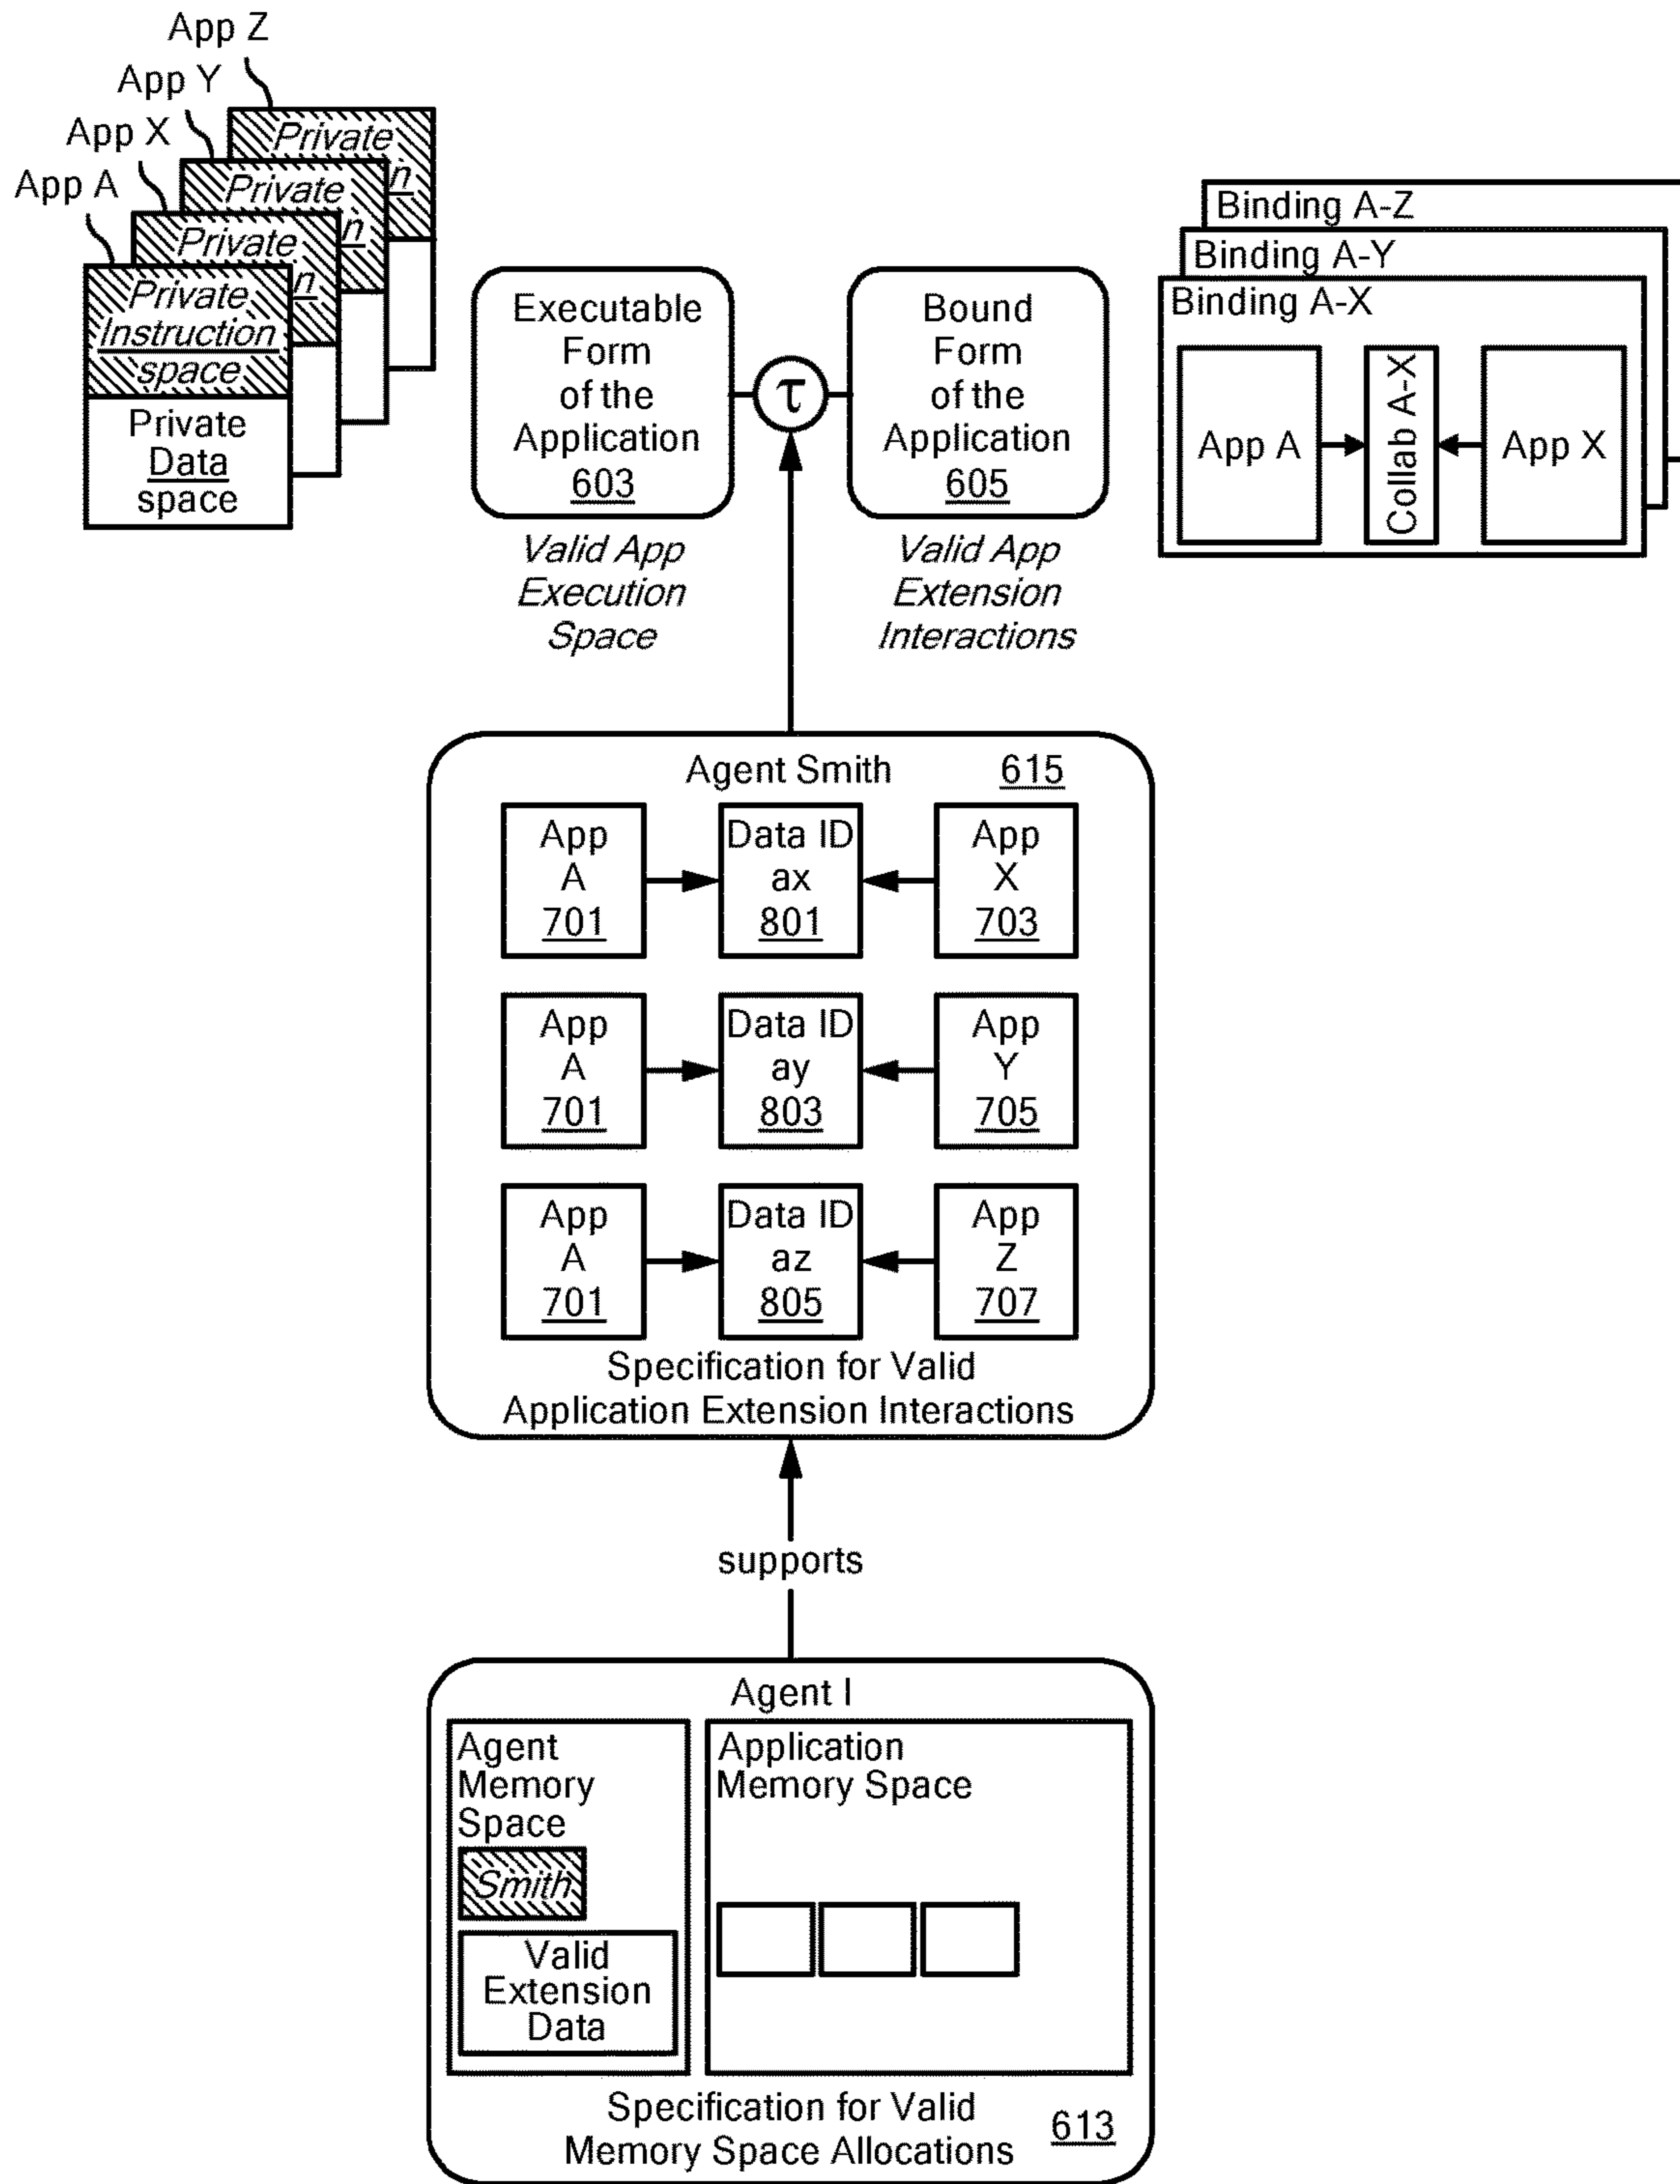 App Z
App Y
App X
App A
Private
n
Private
n
Private
n
Private
Instruction
space
Private
Data
space
Executable
Form
of the
Application
603
Valid App
Execution
Space
τ
Bound
Form
of the
Application
605
Valid App
Extension
Interactions
Binding A-Z
Binding A-Y
Binding A-X
App A
Collab A-X
App X
Agent Smith 615
App
A
701
Data ID
ax
801
App
X
703
App
A
701
Data ID
ay
803
App
Y
705
App
A
701
Data ID
az
805
App
Z
707
Specification for Valid
Application Extension Interactions
supports
Agent I
Agent
Memory
Space
Smith
Valid
Extension
Data
Application
Memory Space
Specification for Valid
Memory Space Allocations
613